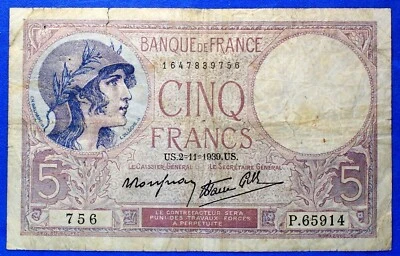 BANQUE DE FRANCE
1647839756
CINQ
FRANCS
US.2-11-1939.US.
LE CAISSIER GÉNÉRAL LE SECRÉTAIRE GÉNÉRAL
5 5
756 P.65914
LE CONTREFACTEUR SERA
PUNI DES TRAVAUX FORCÉS
A PERPÉTUITÉ